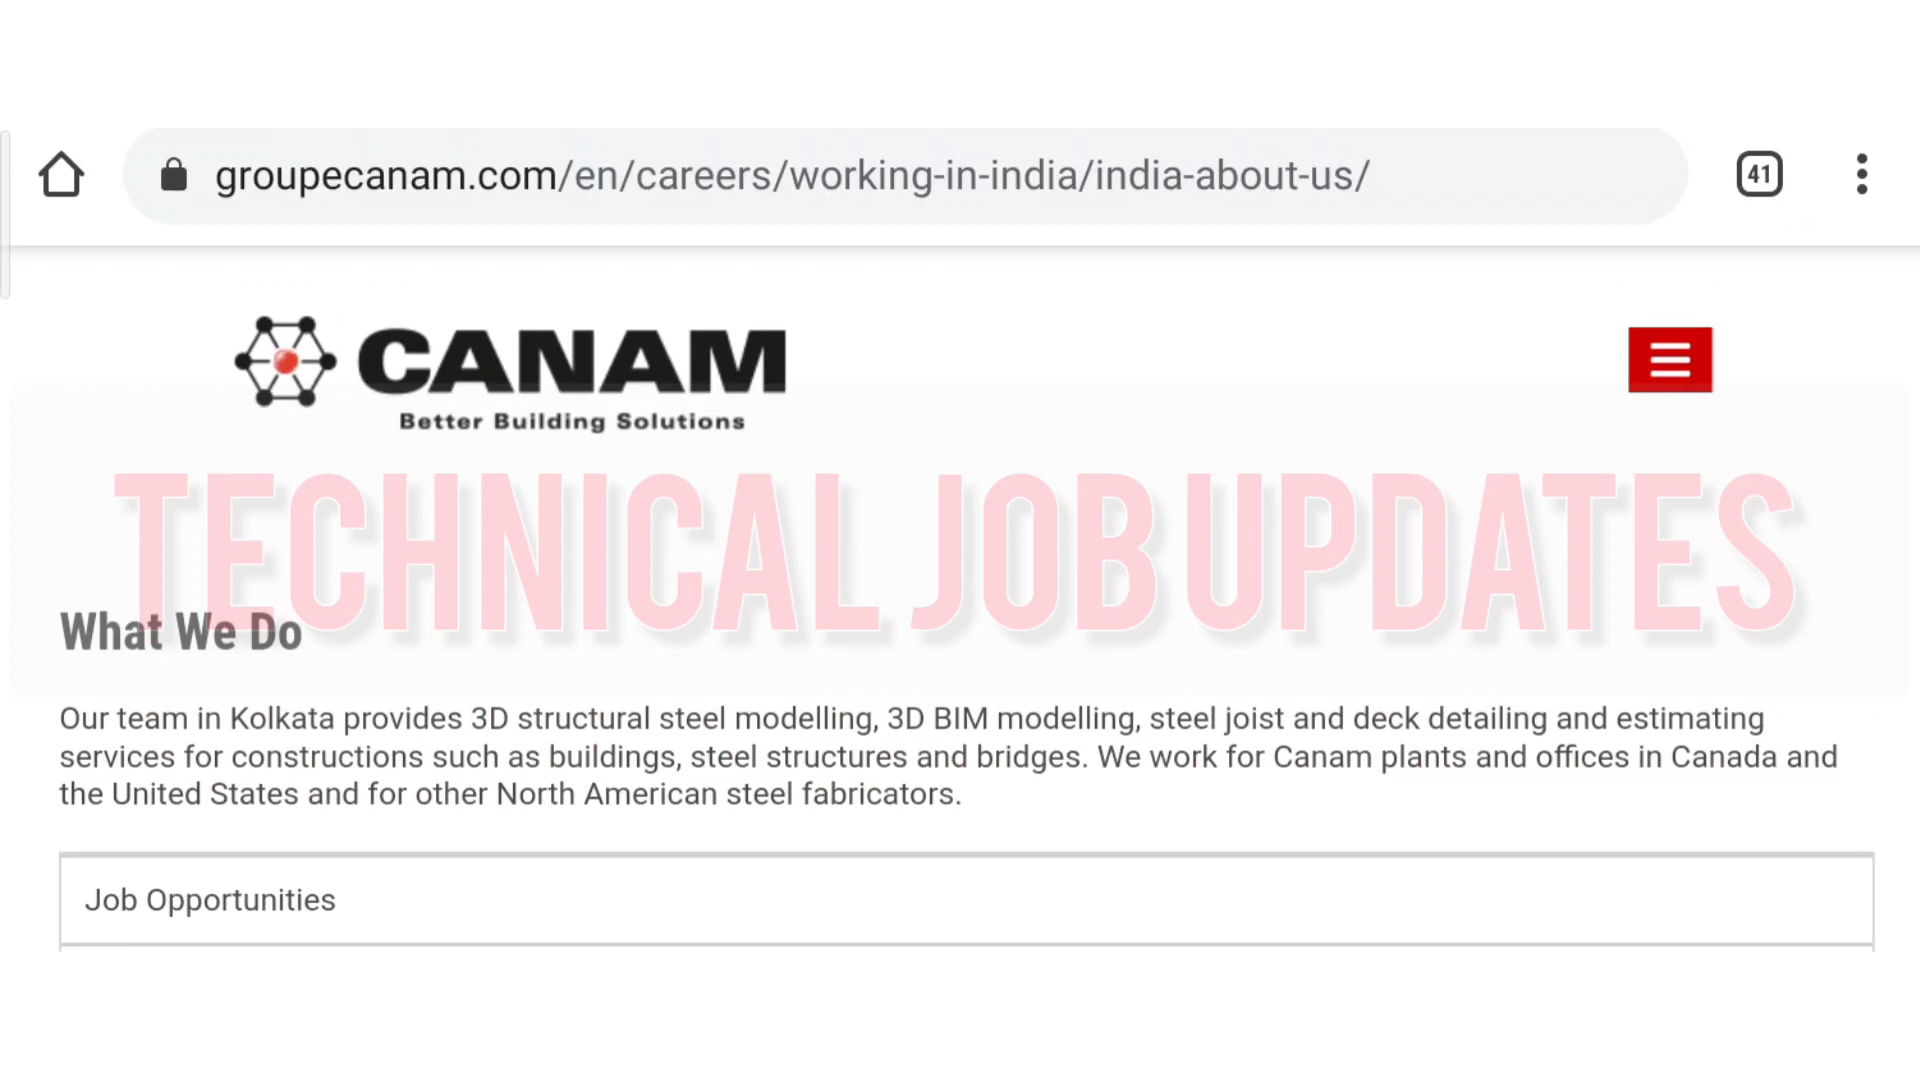 groupecanam.com/en/careers/working-in-india/india-about-us/
41
CANAM
Better Building Solutions
TECHNICAL JOB UPDATES
What We Do
Our team in Kolkata provides 3D structural steel modelling, 3D BIM modelling, steel joist and deck detailing and estimating
services for constructions such as buildings, steel structures and bridges. We work for Canam plants and offices in Canada and
the United States and for other North American steel fabricators.
Job Opportunities